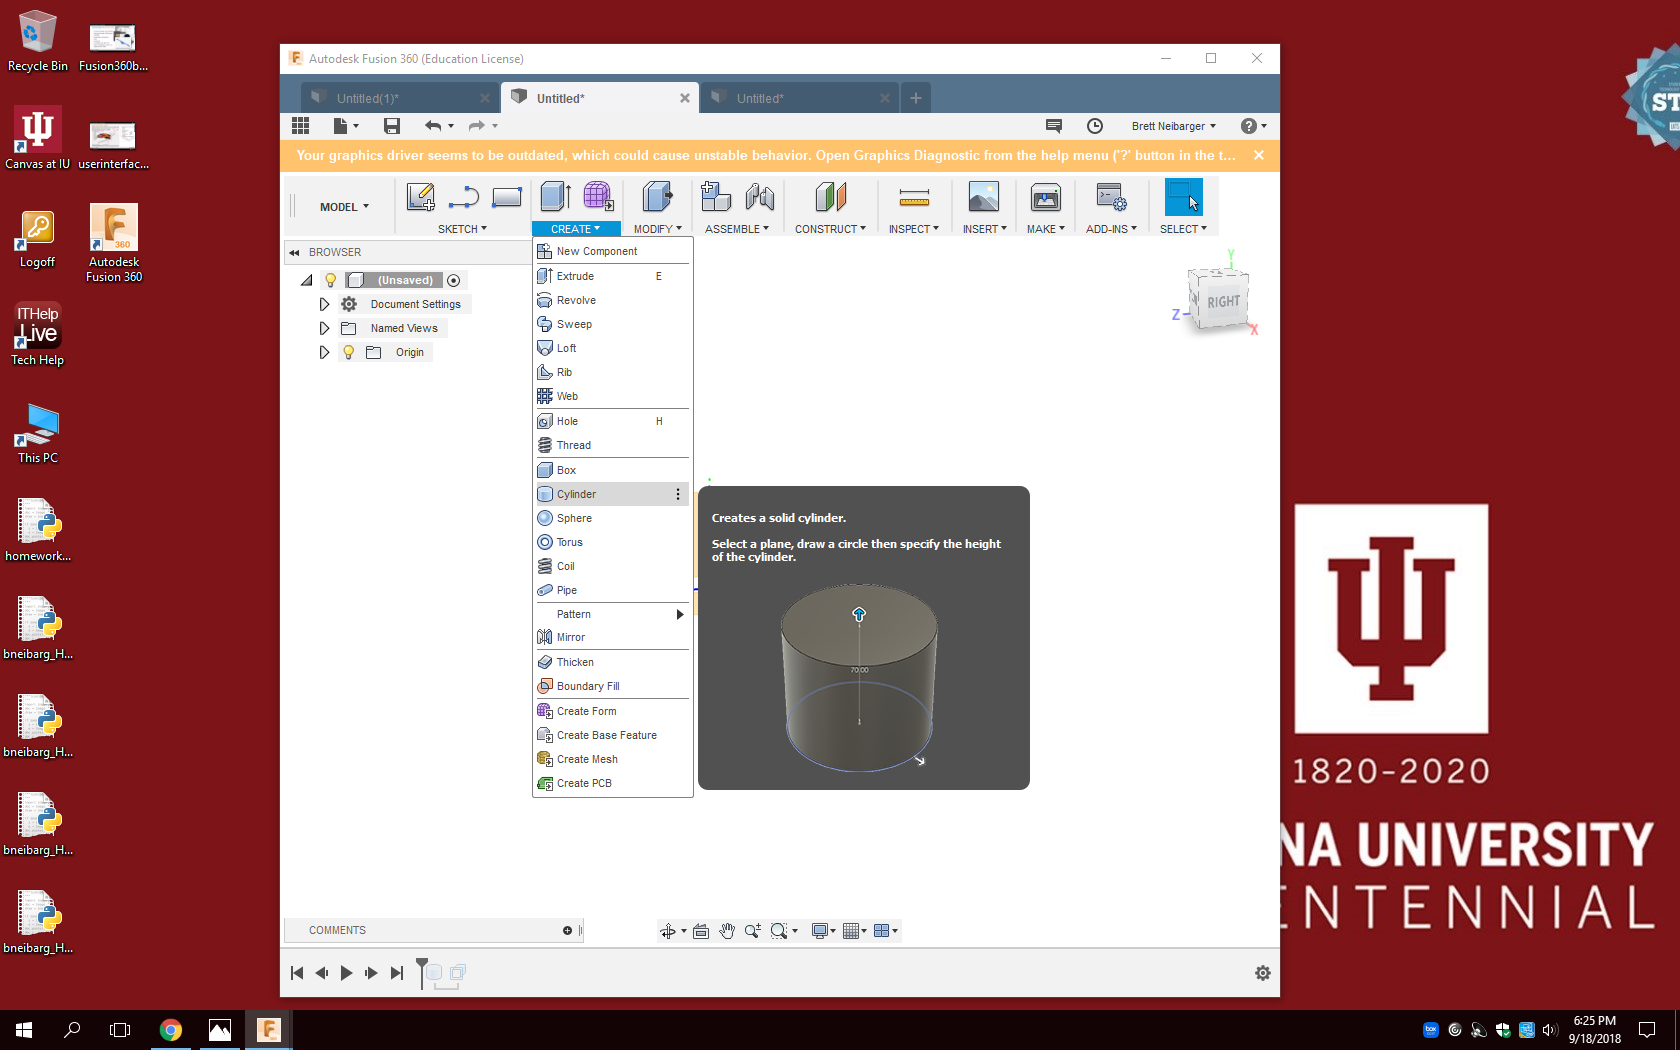 Recycle Bin
Fusion360b...
Canvas at IU
userinterfac...
Logoff
Autodesk
Fusion 360
360
ITHelp
Live
Tech Help
This PC
homework...
bneibarg_H...
bneibarg_H...
bneibarg_H...
bneibarg_H...
Autodesk Fusion 360 (Education License)
Untitled(1)*
Untitled*
Untitled*
Brett Neibarger
Your graphics driver seems to be outdated, which could cause unstable behavior. Open Graphics Diagnostic from the help menu ('?' button in the t...
MODEL
SKETCH
CREATE
MODIFY
ASSEMBLE
CONSTRUCT
INSPECT
INSERT
MAKE
ADD-INS
SELECT
BROWSER
(Unsaved)
Document Settings
Named Views
Origin
New Component
Extrude E
Revolve
Sweep
Loft
Rib
Web
Hole H
Thread
Box
Cylinder
Sphere
Torus
Coil
Pipe
Pattern
Mirror
Thicken
Boundary Fill
Create Form
Create Base Feature
Create Mesh
Create PCB
Creates a solid cylinder.
Select a plane, draw a circle then specify the height
of the cylinder.
70.00
Y
RIGHT
Z
X
COMMENTS
ST
1820-2020
NA UNIVERSITY
ENTENNIAL
box
6:25 PM
9/18/2018